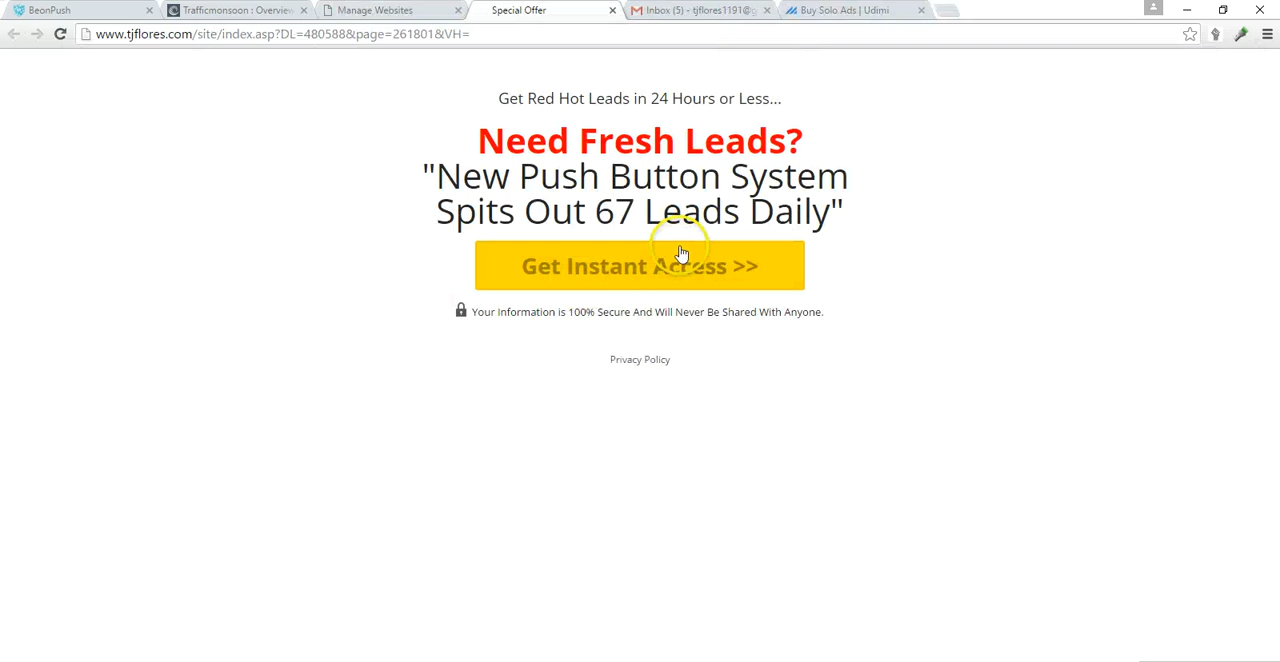 BeonPush
Trafficmonsoon : Overview
Manage Websites
Special Offer
Inbox (5) - tjflores1191@g
Buy Solo Ads | Udimi
www.tjflores.com/site/index.asp?DL=480588&page=261801&VH=
Get Red Hot Leads in 24 Hours or Less...
Need Fresh Leads?
"New Push Button System
Spits Out 67 Leads Daily"
Get Instant Access >>
Your Information is 100% Secure And Will Never Be Shared With Anyone.
Privacy Policy